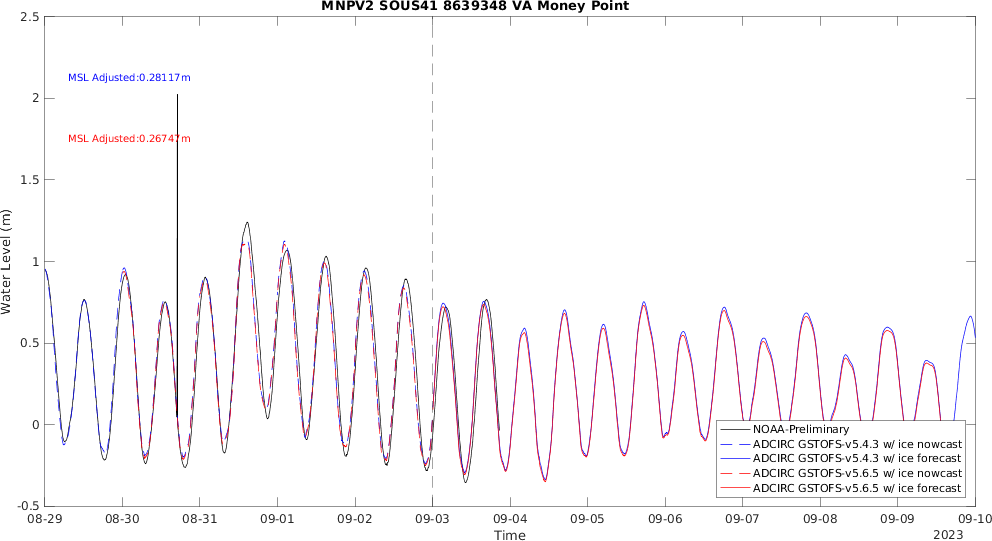 MNPV2 SOUS41 8639348 VA Money Point
2.5
2
1.5
1
0.5
0
-0.5
Water Level (m)
MSL Adjusted:0.28117m
MSL Adjusted:0.26747m
NOAA-Preliminary
ADCIRC GSTOFS-v5.4.3 w/ ice nowcast
ADCIRC GSTOFS-v5.4.3 w/ ice forecast
ADCIRC GSTOFS-v5.6.5 w/ ice nowcast
ADCIRC GSTOFS-v5.6.5 w/ ice forecast
08-29 08-30 08-31 09-01 09-02 09-03 09-04 09-05 09-06 09-07 09-08 09-09 09-10
Time
2023